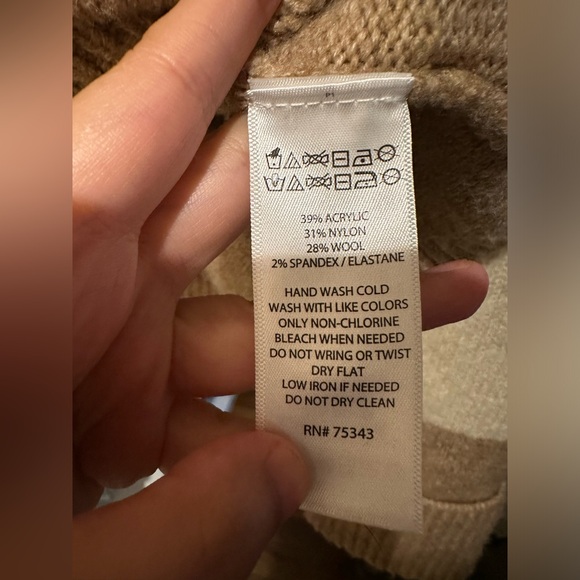 39% ACRYLIC
31% NYLON
28% WOOL
2% SPANDEX / ELASTANE
HAND WASH COLD
WASH WITH LIKE COLORS
ONLY NON-CHLORINE
BLEACH WHEN NEEDED
DO NOT WRING OR TWIST
DRY FLAT
LOW IRON IF NEEDED
DO NOT DRY CLEAN
RN# 75343